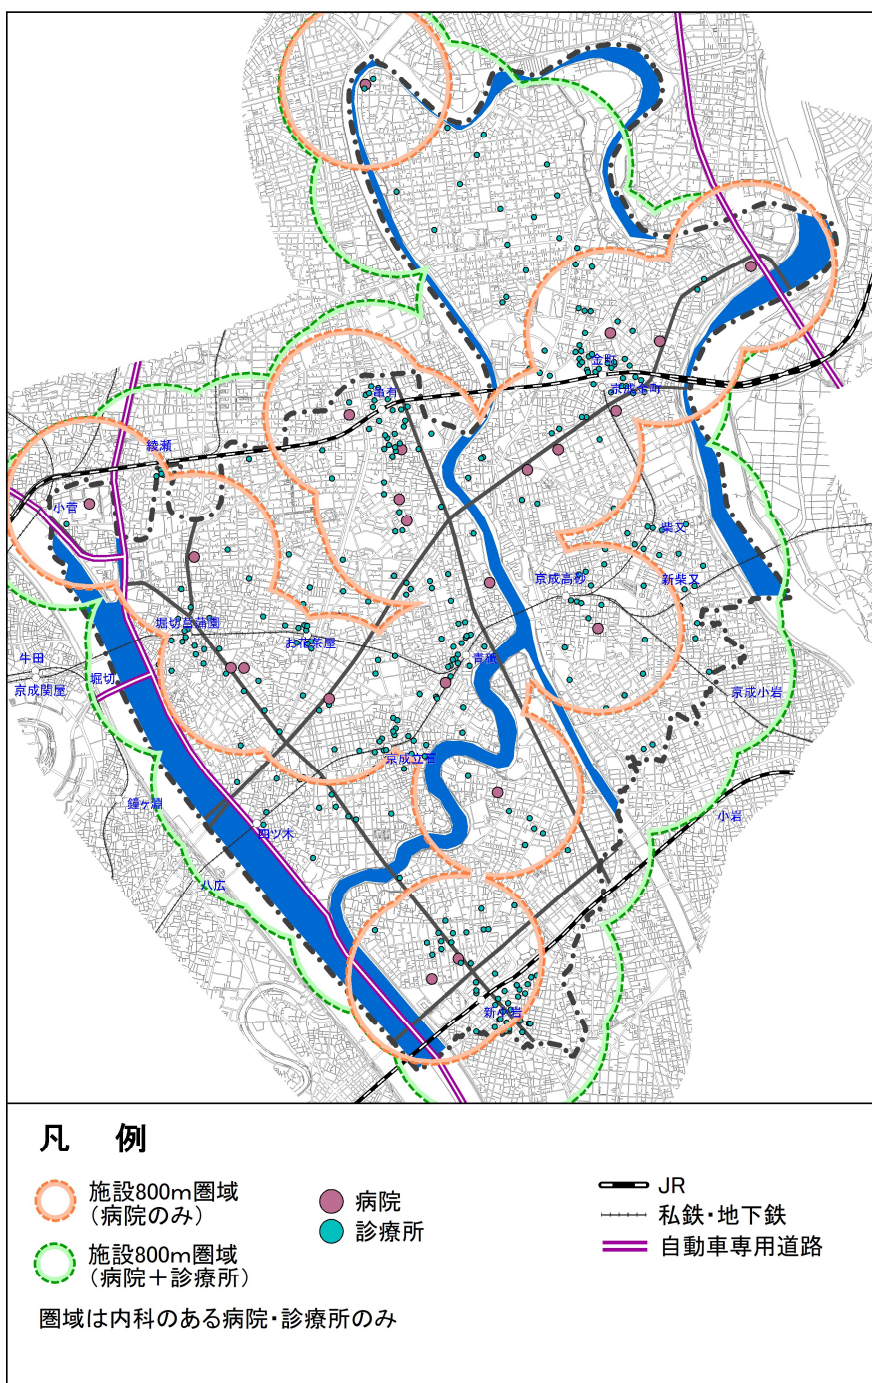 金町
京成金町
亀有
綾瀬
小菅
柴又
京成高砂
新柴又
堀切菖蒲園
お花茶屋
青砥
牛田
堀切
京成関屋
京成小岩
京成立石
鐘ヶ淵
四ツ木
小岩
八広
新小岩
凡 例
施設800m圏域
(病院のみ)
施設800m圏域
(病院+診療所)
圏域は内科のある病院・診療所のみ
病院
診療所
JR
私鉄・地下鉄
自動車専用道路